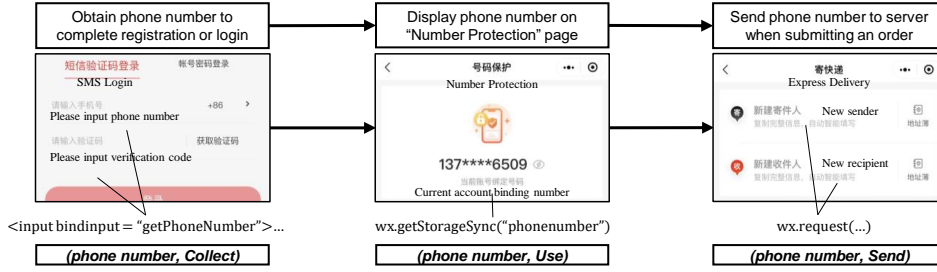 Obtain phone number to
complete registration or login
Display phone number on
“Number Protection” page
Send phone number to server
when submitting an order
短信验证码登录
帐号密码登录
SMS Login
请输入手机号
+86
Please input phone number
请输入验证码
获取验证码
Please input verification code
登录
号码保护
Number Protection
137****6509
当前账号绑定号码
Current account binding number
寄快递
Express Delivery
寄
新建寄件人
New sender
复制完整信息，自动智能填写
地址薄
收
新建收件人
New recipient
复制完整信息，自动智能填写
地址薄
<input bindinput = “getPhoneNumber”>...
wx.getStorageSync(“phonenumber”)
wx.request(...)
(phone number, Collect)
(phone number, Use)
(phone number, Send)